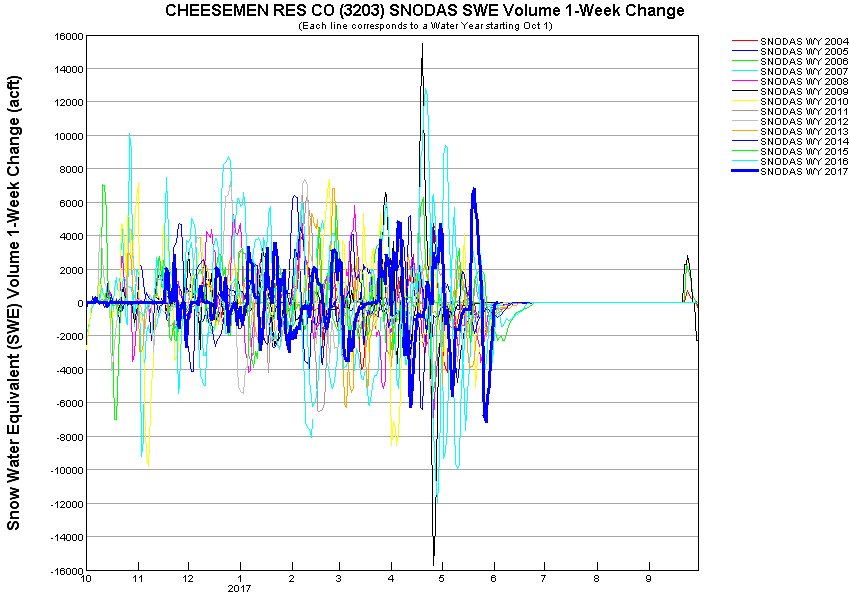 CHEESEMEN RES CO (3203) SNODAS SWE Volume 1-Week Change
(Each line corresponds to a Water Year starting Oct 1)
Snow Water Equivalent (SWE) Volume 1-Week Change (acft)
16000
14000
12000
10000
8000
6000
4000
2000
0
-2000
-4000
-6000
-8000
-10000
-12000
-14000
-16000
10 11 12 1 2 3 4 5 6 7 8 9
2017
SNODAS WY 2004
SNODAS WY 2005
SNODAS WY 2006
SNODAS WY 2007
SNODAS WY 2008
SNODAS WY 2009
SNODAS WY 2010
SNODAS WY 2011
SNODAS WY 2012
SNODAS WY 2013
SNODAS WY 2014
SNODAS WY 2015
SNODAS WY 2016
SNODAS WY 2017